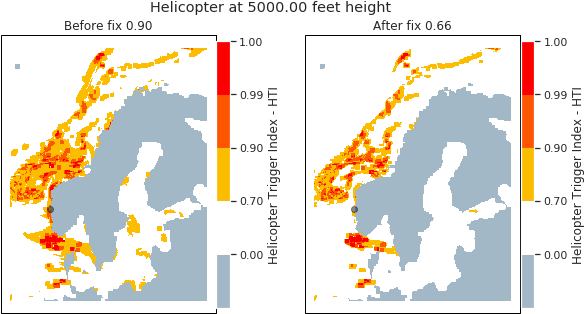 Helicopter at 5000.00 feet height
Before fix 0.90
1.00
0.99
0.90
0.70
0.00
Helicopter Trigger Index - HTI
After fix 0.66
1.00
0.99
0.90
0.70
0.00
Helicopter Trigger Index - HTI